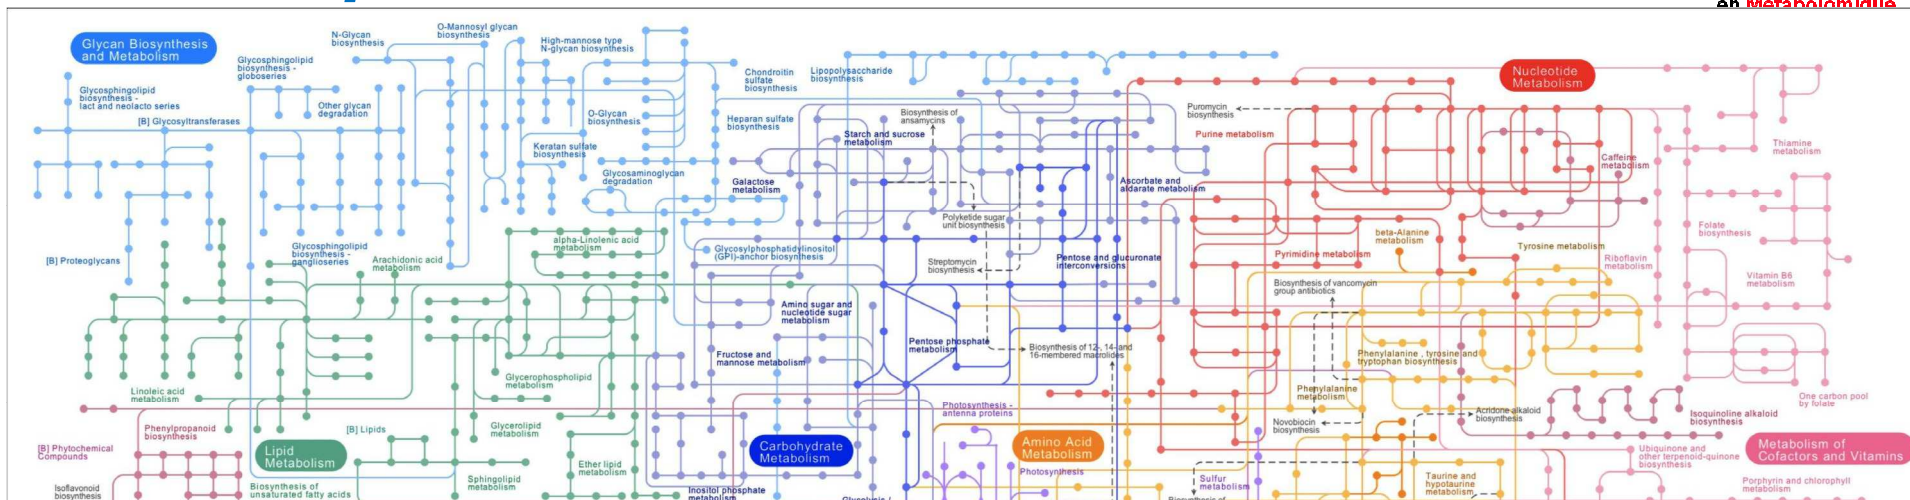 en Metabolomique
Glycan Biosynthesis
and Metabolism
N-Glycan
biosynthesis
O-Mannosyl glycan
biosynthesis
High-mannose type
N-glycan biosynthesis
Glycosphingolipid
biosynthesis -
globoseries
Glycosphingolipid
biosynthesis -
lact and neolacto series
Other glycan
degradation
[B] Glycosyltransferases
O-Glycan
biosynthesis
Chondroitin
sulfate
biosynthesis
Lipopolysaccharide
biosynthesis
Heparan sulfate
biosynthesis
Keratan sulfate
biosynthesis
Glycosaminoglycan
degradation
Biosynthesis of
ansamycins
Starch and sucrose
metabolism
Galactose
metabolism
Ascorbate and
aldarate metabolism
Puromycin
biosynthesis
Purine metabolism
Nucleotide
Metabolism
Caffeine
metabolism
Thiamine
metabolism
Polyketide sugar
unit biosynthesis
Streptomycin
biosynthesis
Pentose and glucuronate
interconversions
beta-Alanine
metabolism
Pyrimidine metabolism
Tyrosine metabolism
Folate
biosynthesis
Riboflavin
metabolism
Vitamin B6
metabolism
[B] Proteoglycans
Glycosphingolipid
biosynthesis -
ganglioseries
Arachidonic acid
metabolism
alpha-Linolenic acid
metabolism
Glycosylphosphatidylinositol
(GPI)-anchor biosynthesis
Biosynthesis of vancomycin
group antibiotics
Amino sugar and
nucleotide sugar
metabolism
Pentose phosphate
metabolism
Fructose and
mannose metabolism
Biosynthesis of 12-, 14- and
16-membered macrolides
Phenylalanine , tyrosine and
tryptophan biosynthesis
Phenylalanine
metabolism
Linoleic acid
metabolism
Glycerophospholipid
metabolism
Photosynthesis -
antenna proteins
Novobiocin
biosynthesis
Acridone alkaloid
biosynthesis
Isoquinoline alkaloid
biosynthesis
One carbon pool
by folate
Phenylpropanoid
biosynthesis
[B] Phytochemical
Compounds
Isoflavonoid
biosynthesis
Lipid
Metabolism
[B] Lipids
Glycerolipid
metabolism
Ether lipid
metabolism
Sphingolipid
metabolism
Biosynthesis of
unsaturated fatty acids
Carbohydrate
Metabolism
Inositol phosphate
metabolism
Glycolysis /
Amino Acid
Metabolism
Photosynthesis
Sulfur
metabolism
Biosynthesis of
Taurine and
hypotaurine
metabolism
Ubiquinone and
other terpenoid-quinone
biosynthesis
Metabolism of
Cofactors and Vitamins
Porphyrin and chlorophyll
metabolism